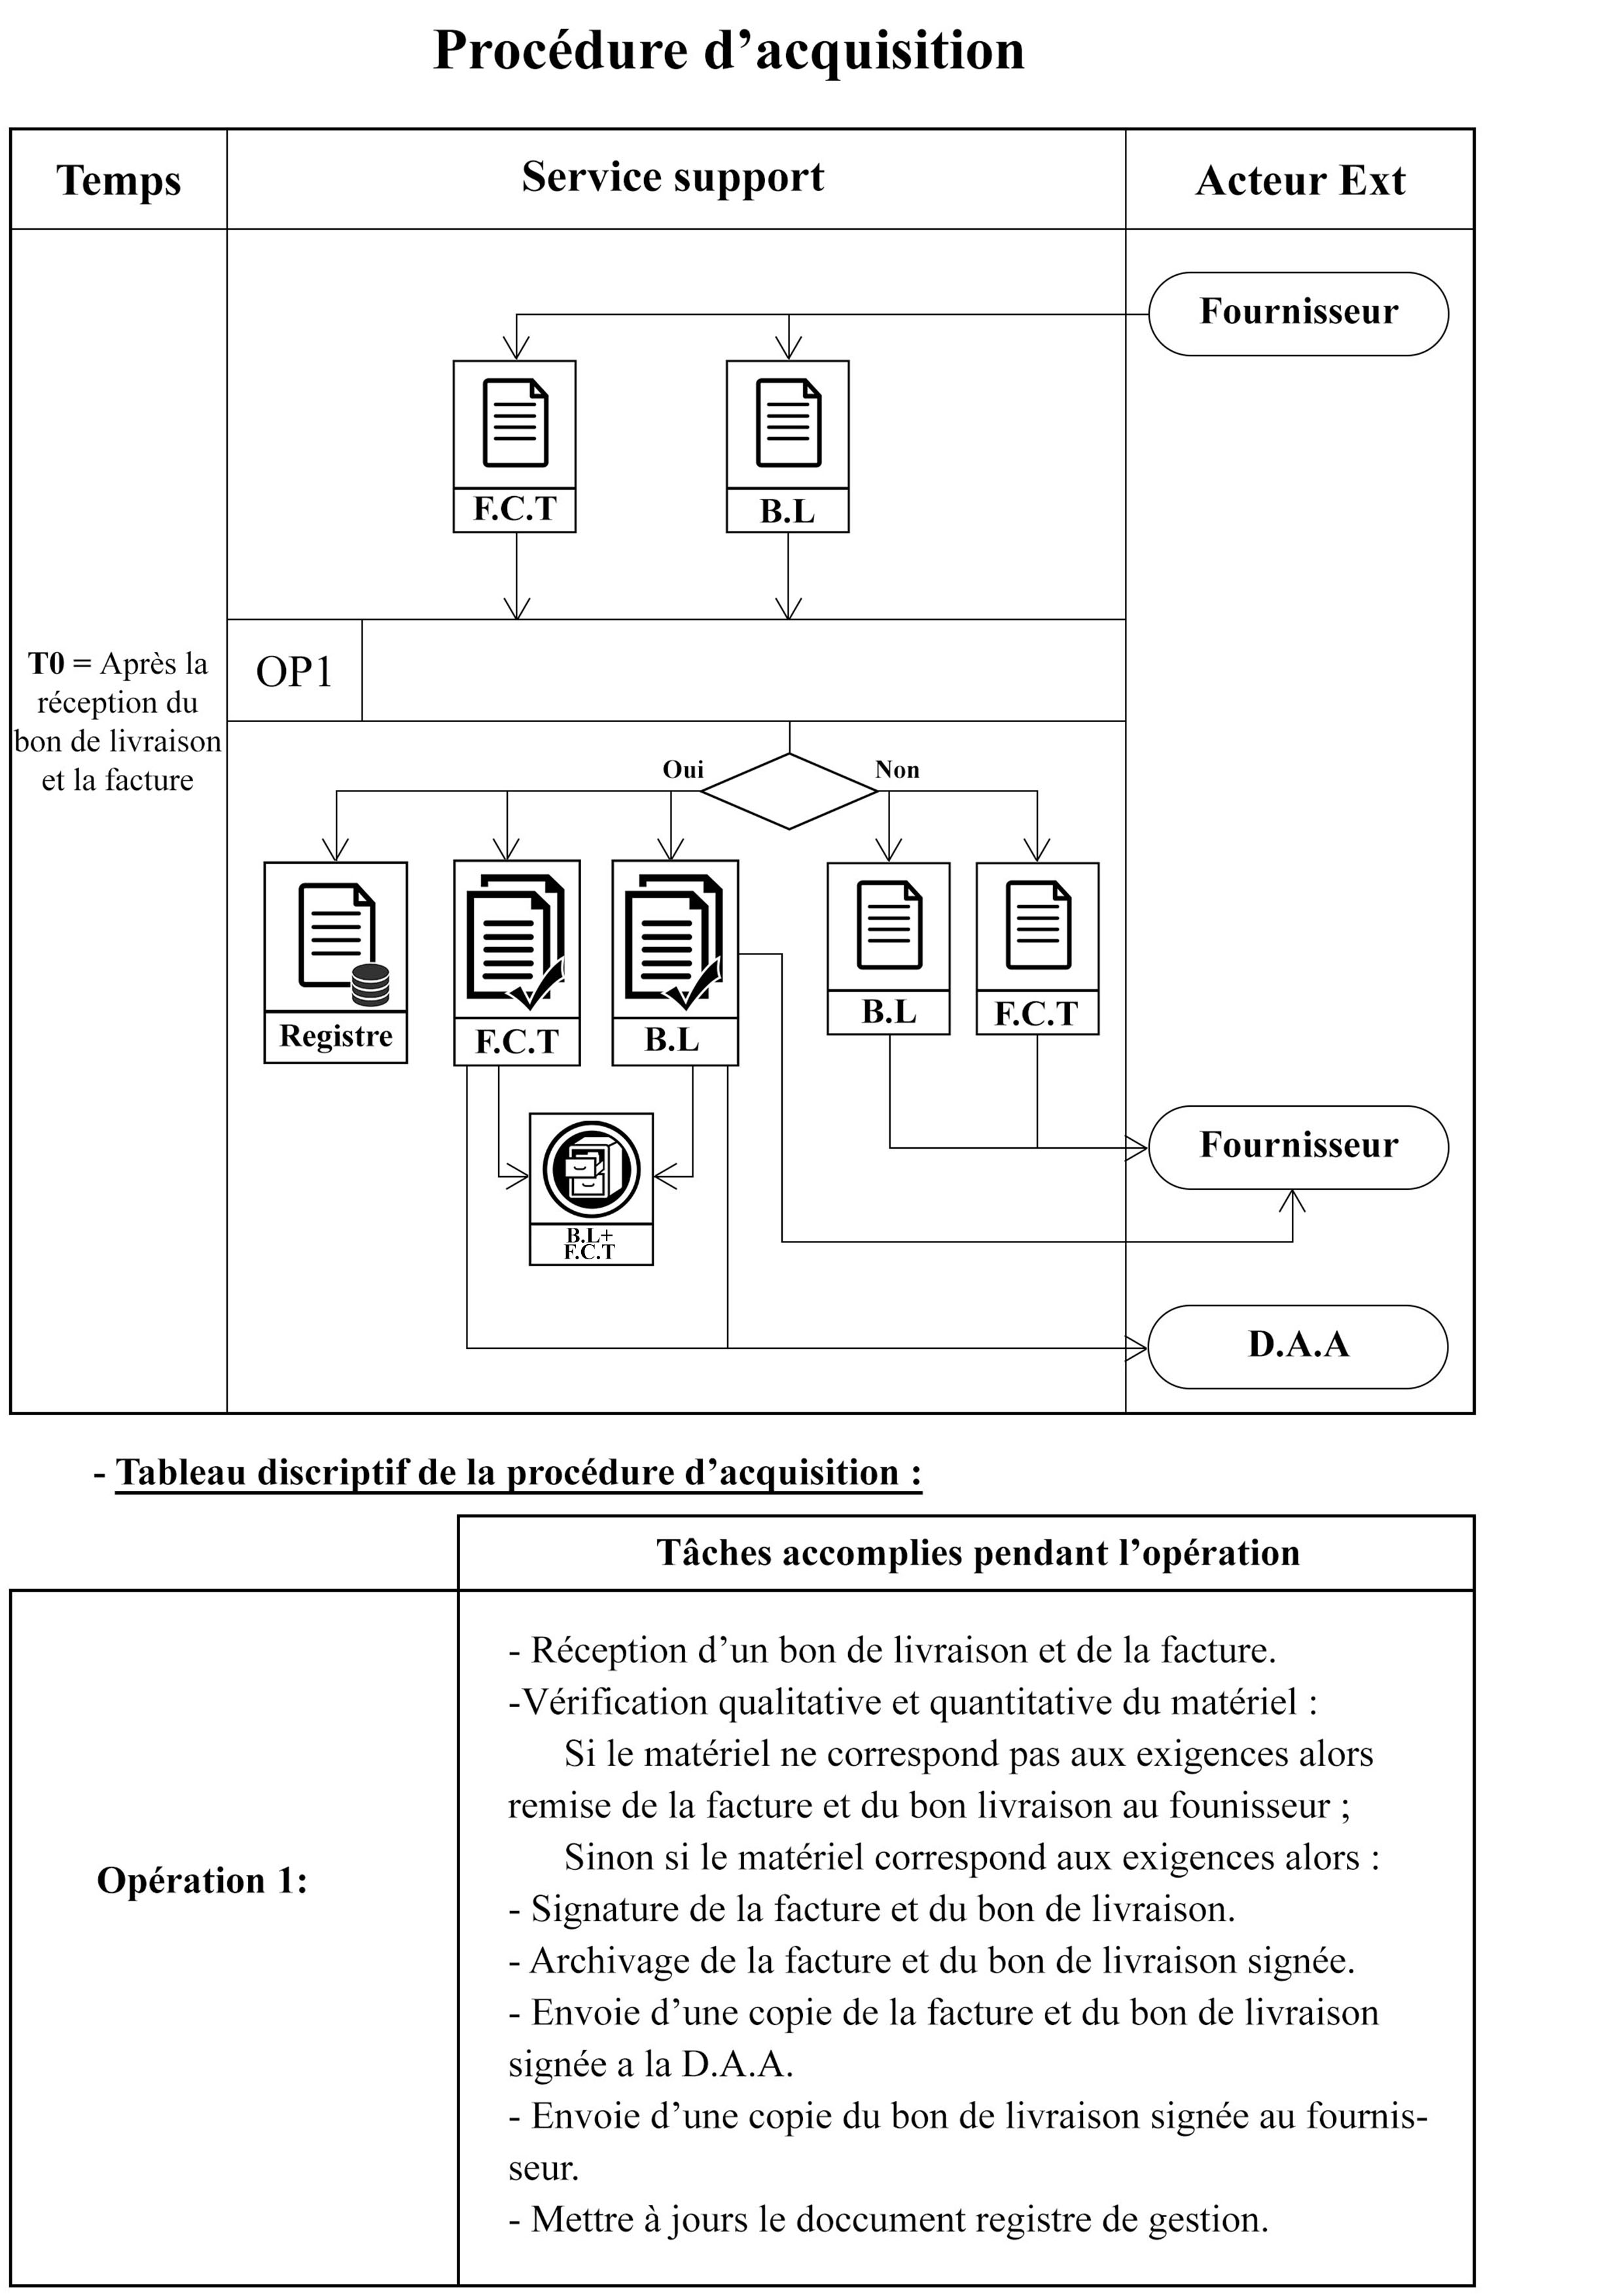 Procédure d’acquisition
Temps
Service support
Acteur Ext
Fournisseur
F.C.T
B.L
T0 = Après la
réception du
bon de livraison
et la facture
OP1
Oui
Non
Registre
F.C.T
B.L
B.L
F.C.T
B.L+
F.C.T
Fournisseur
D.A.A
- Tableau discriptif de la procédure d’acquisition :
Tâches accomplies pendant l’opération
Opération 1:
- Réception d’un bon de livraison et de la facture.
-Vérification qualitative et quantitative du matériel :
Si le matériel ne correspond pas aux exigences alors
remise de la facture et du bon livraison au founisseur ;
Sinon si le matériel correspond aux exigences alors :
- Signature de la facture et du bon de livraison.
- Archivage de la facture et du bon de livraison signée.
- Envoie d’une copie de la facture et du bon de livraison
signée a la D.A.A.
- Envoie d’une copie du bon de livraison signée au fournis-
seur.
- Mettre à jours le doccument registre de gestion.